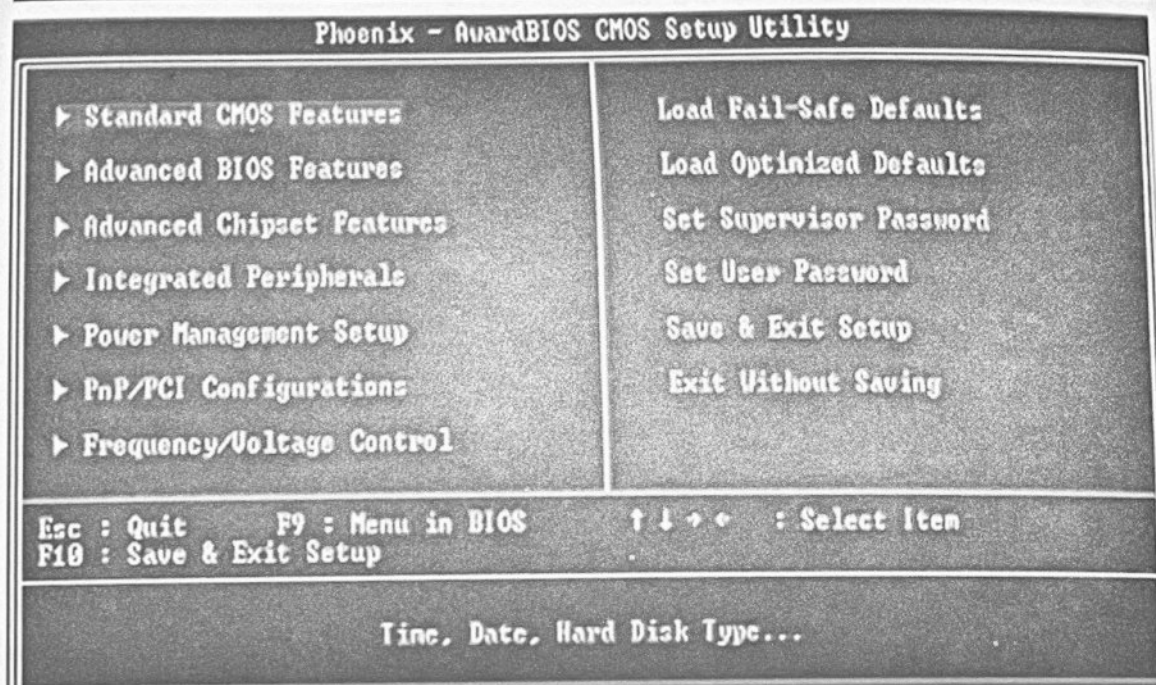 Phoenix - AwardBIOS CMOS Setup Utility
▶ Standard CMOS Features
▶ Advanced BIOS Features
▶ Advanced Chipset Features
▶ Integrated Peripherals
▶ Power Management Setup
▶ PnP/PCI Configurations
▶ Frequency/Voltage Control
Load Fail-Safe Defaults
Load Optimized Defaults
Set Supervisor Password
Set User Password
Save & Exit Setup
Exit Without Saving
Esc : Quit F9 : Menu in BIOS ↑ ↓ → ← : Select Item
F10 : Save & Exit Setup
Time, Date, Hard Disk Type...